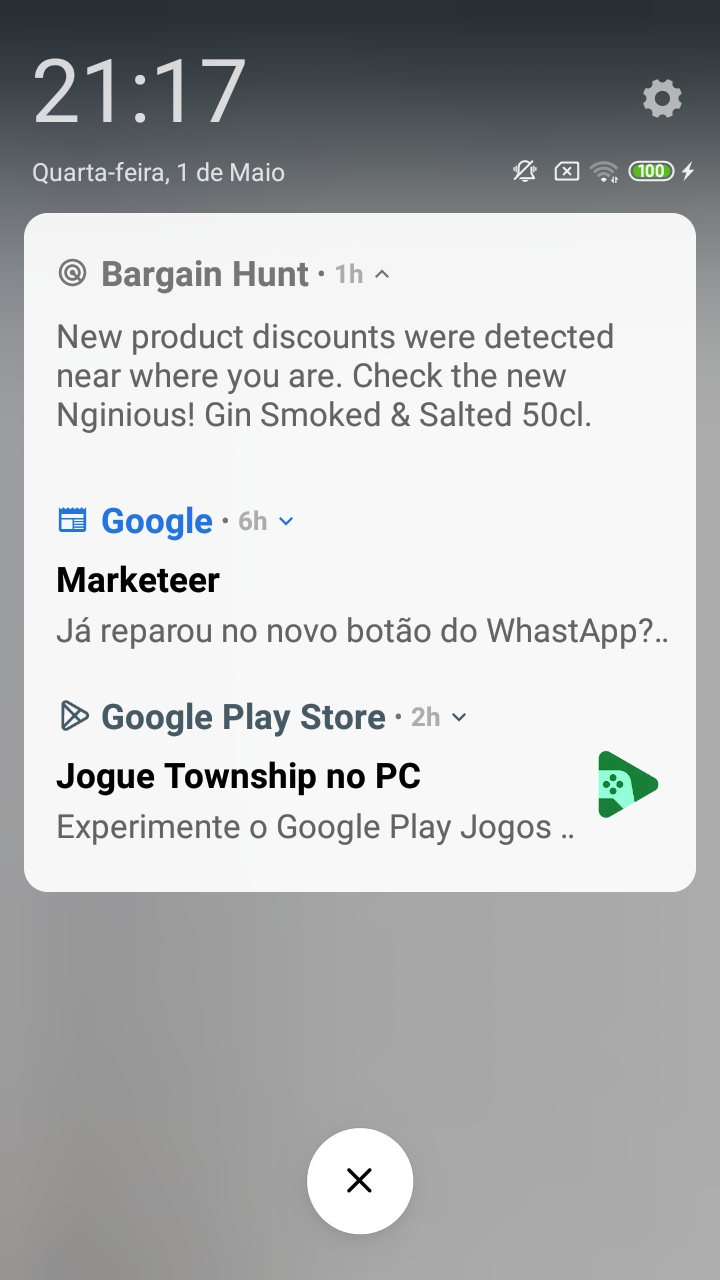 21:17
Quarta-feira, 1 de Maio
100
Bargain Hunt · 1h
New product discounts were detected
near where you are. Check the new
Nginious! Gin Smoked & Salted 50cl.
Google · 6h
Marketeer
Já reparou no novo botão do WhastApp?..
Google Play Store · 2h
Jogue Township no PC
Experimente o Google Play Jogos ..